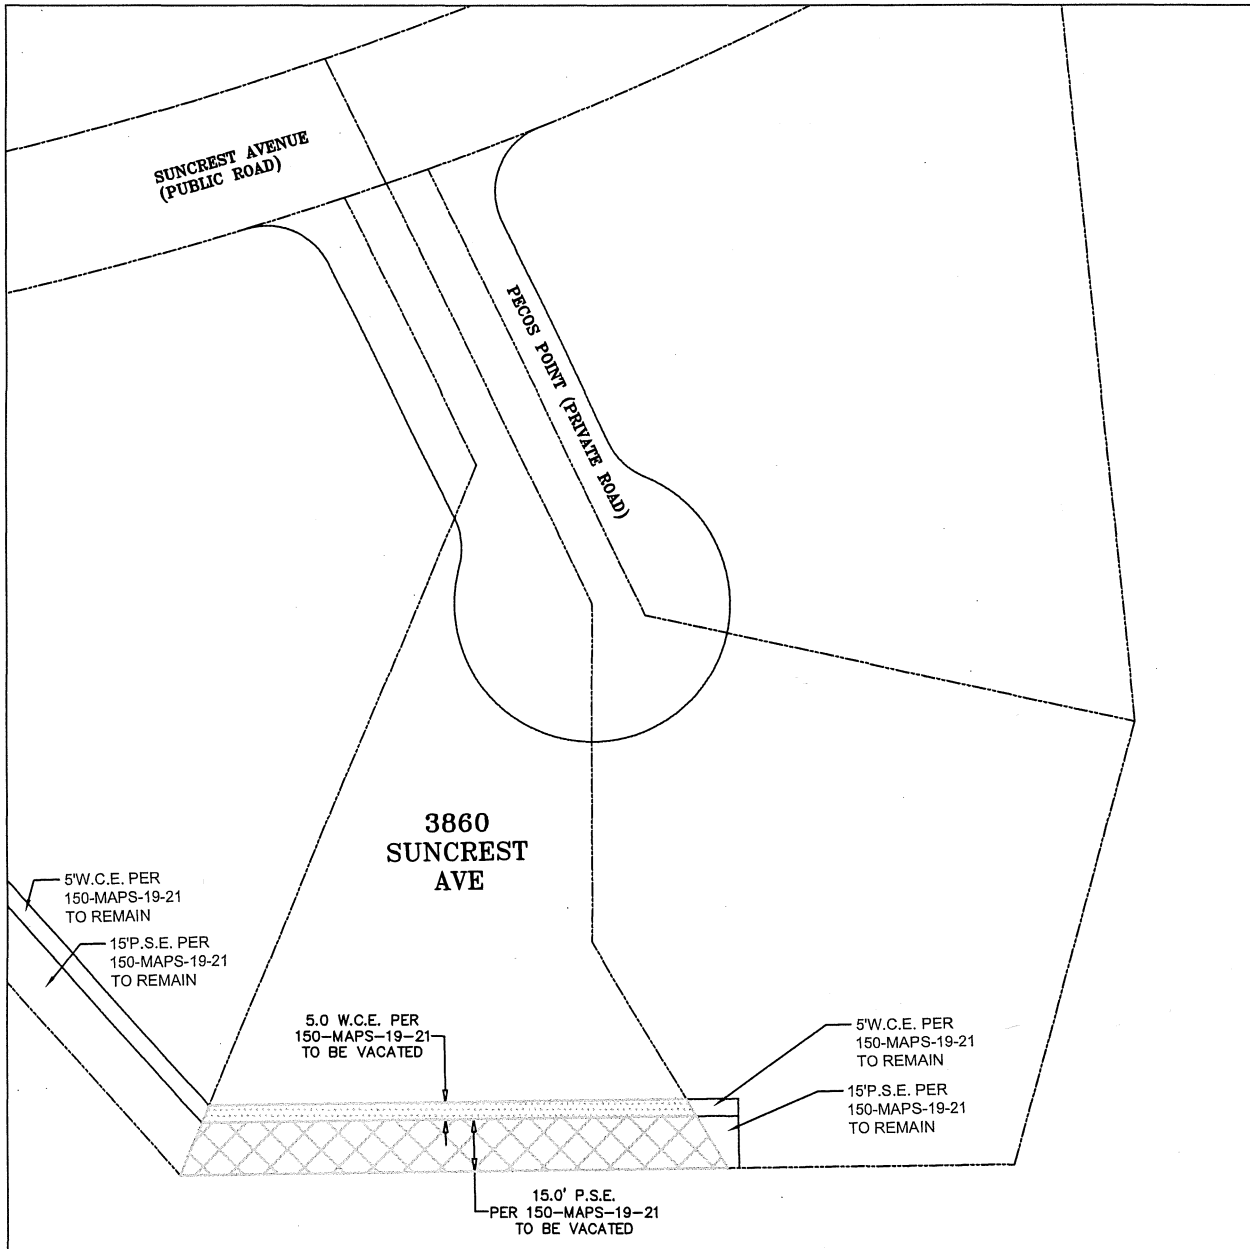 SUNCREST AVENUE
(PUBLIC ROAD)
PECOS POINT (PRIVATE ROAD)
3860
SUNCREST
AVE
5'W.C.E. PER
150-MAPS-19-21
TO REMAIN
15'P.S.E. PER
150-MAPS-19-21
TO REMAIN
5.0 W.C.E. PER
150-MAPS-19-21
TO BE VACATED
5'W.C.E. PER
150-MAPS-19-21
TO REMAIN
15'P.S.E. PER
150-MAPS-19-21
TO REMAIN
15.0' P.S.E.
PER 150-MAPS-19-21
TO BE VACATED